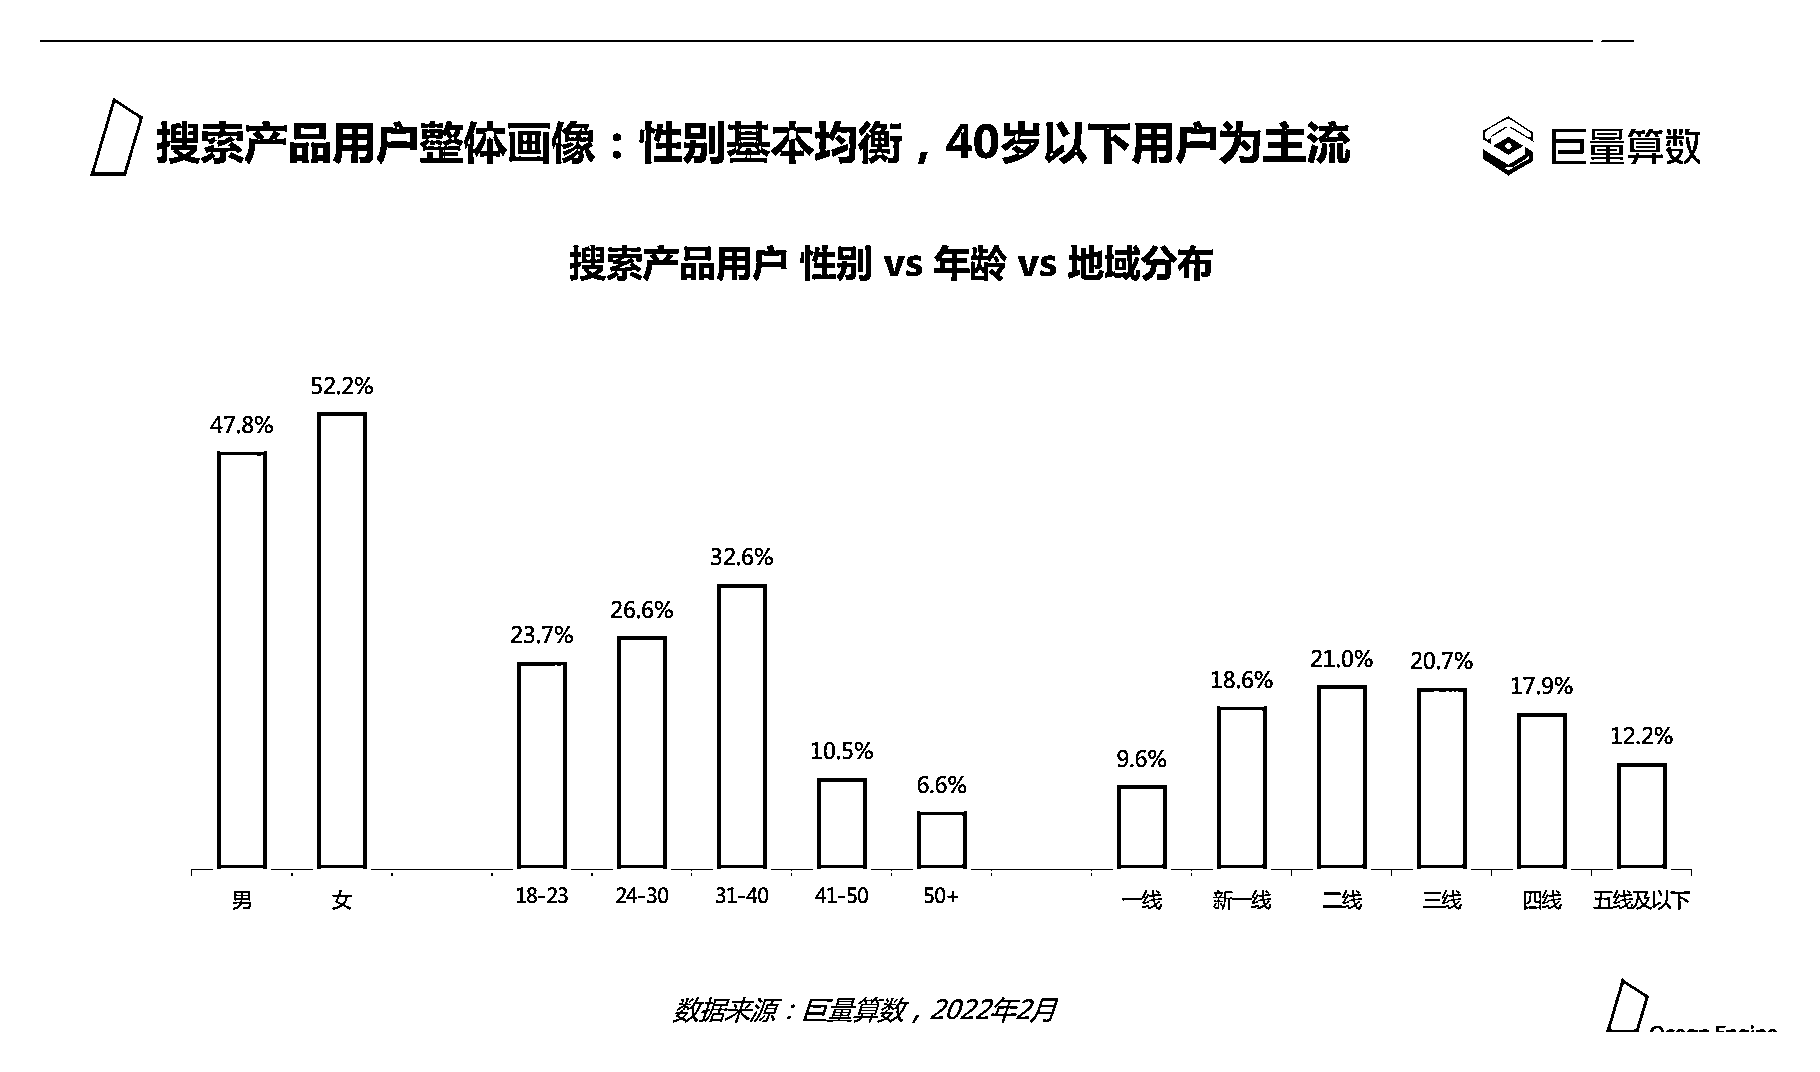 搜索产品用户整体画像：性别基本均衡，40岁以下用户为主流
巨量算数
搜索产品用户 性别 vs 年龄 vs 地域分布
47.8%
52.2%
23.7%
26.6%
32.6%
10.5%
6.6%
9.6%
18.6%
21.0%
20.7%
17.9%
12.2%
男
女
18-23
24-30
31-40
41-50
50+
一线
新一线
二线
三线
四线
五线及以下
数据来源：巨量算数，2022年2月
Ocean Engine